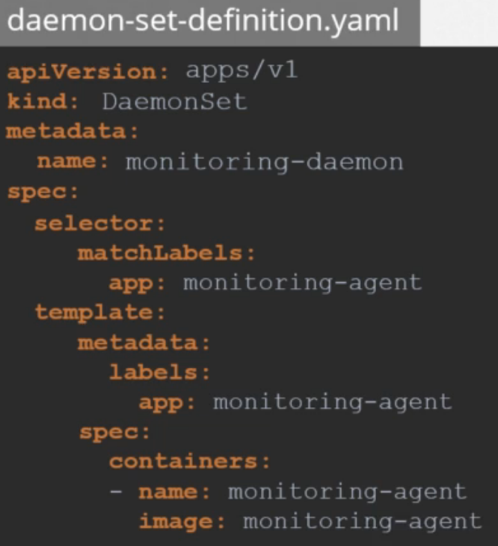 daemon-set-definition.yaml
apiVersion: apps/v1
kind: DaemonSet
metadata:
  name: monitoring-daemon
spec:
  selector:
    matchLabels:
      app: monitoring-agent
  template:
    metadata:
      labels:
        app: monitoring-agent
    spec:
      containers:
      - name: monitoring-agent
        image: monitoring-agent